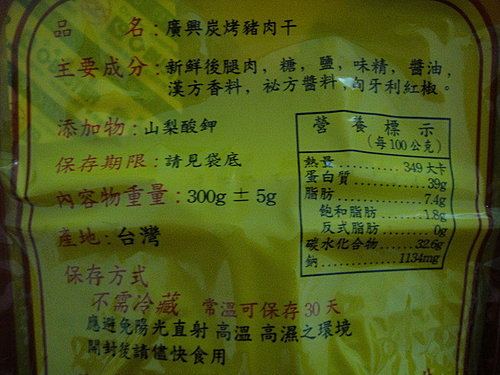 品 名：廣興炭烤豬肉干
主要成分：新鮮後腿肉，糖，鹽，味精，醬油，
漢方香料，祕方醬料，匈牙利紅椒。
添加物：山梨酸鉀
保存期限：請見袋底
內容物重量：300g ± 5g
產地：台灣
保存方式
不需冷藏 常溫可保存30天
應避免陽光直射 高溫 高濕之環境
開封後請儘快食用
營養標示
(每100公克)
熱量..........349大卡
蛋白質..........39g
脂肪..........7.4g
飽和脂肪.......1.8g
反式脂肪.......0g
碳水化合物.......32.6g
鈉..........1134mg